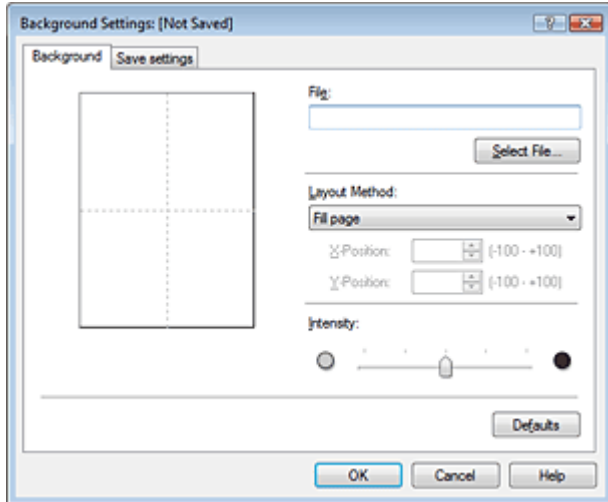 Background Settings: [Not Saved]
Background Save settings
File:
Select File...
Layout Method:
Fill page
X-Position: (-100 - +100)
Y-Position: (-100 - +100)
Intensity:
Defaults
OK Cancel Help